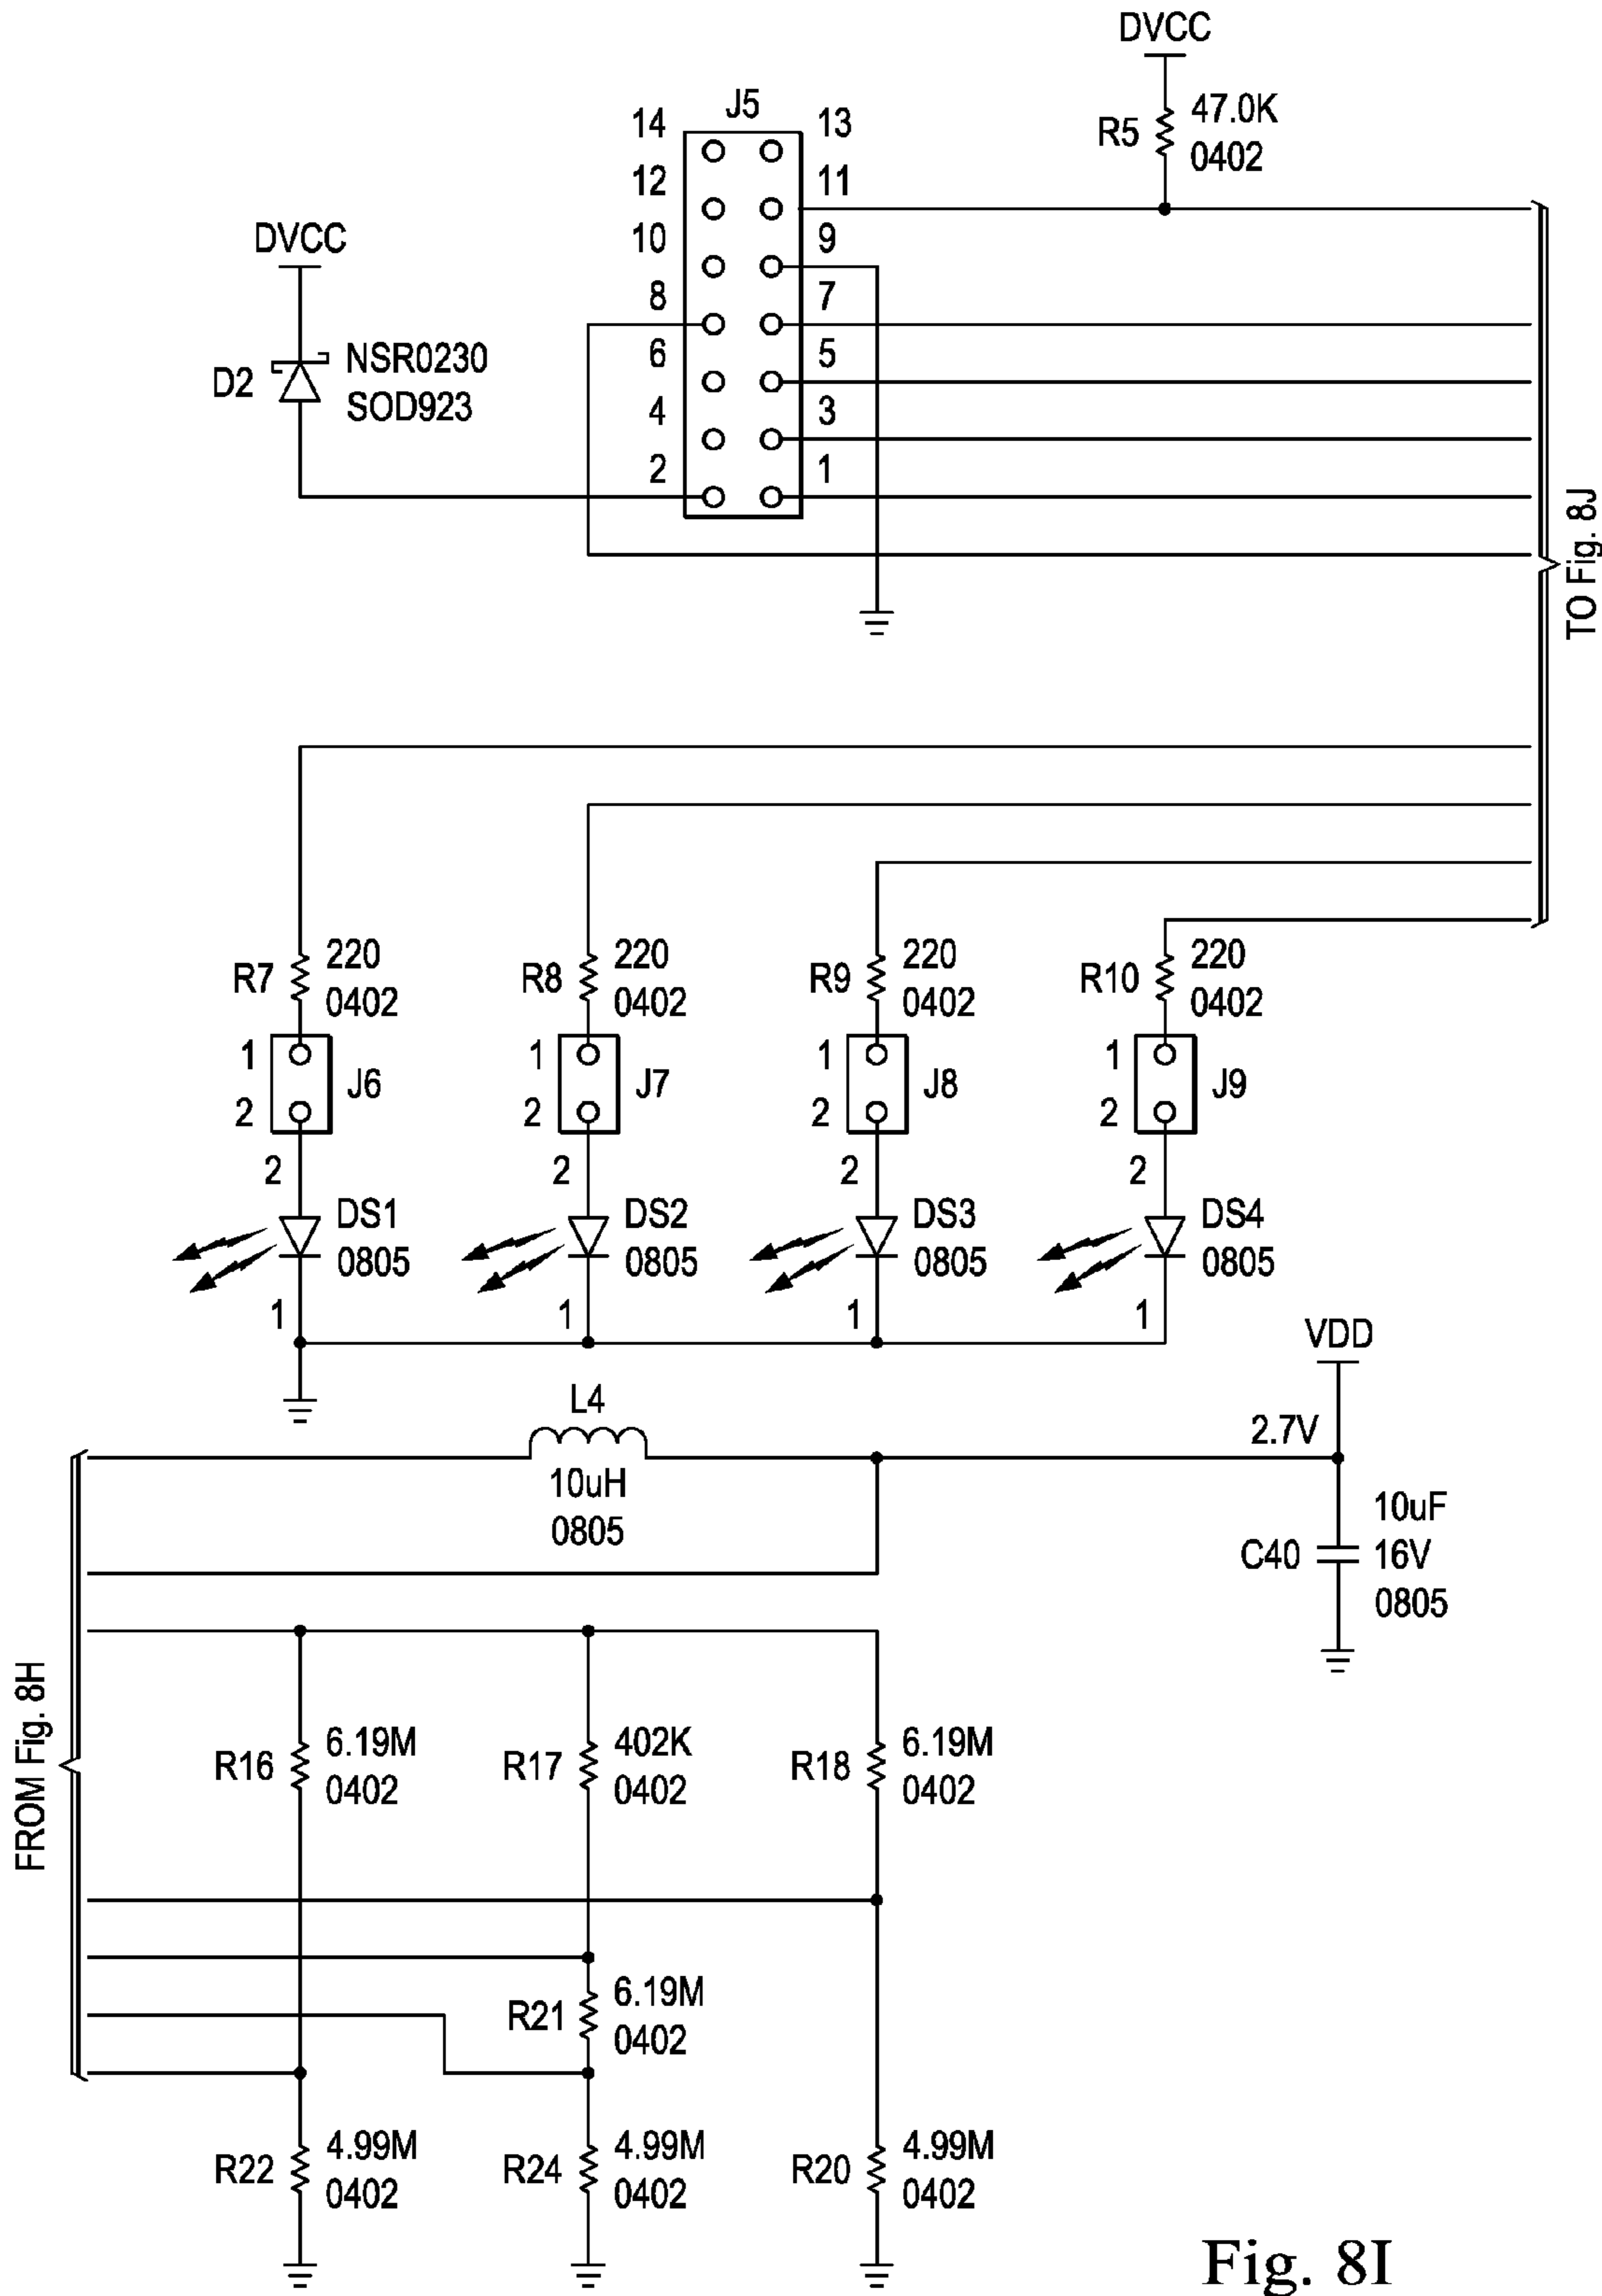 DVCC
J5
R5
47.0K
0402
14
13
12
11
10
9
8
7
6
5
4
3
2
1
DVCC
D2
NSR0230
SOD923
TO Fig. 8J
R7
220
0402
R8
220
0402
R9
220
0402
R10
220
0402
1
2
J6
1
2
J7
1
2
J8
1
2
J9
2
DS1
0805
1
2
DS2
0805
1
2
DS3
0805
1
2
DS4
0805
1
VDD
2.7V
L4
10uH
0805
C40
10uF
16V
0805
FROM Fig. 8H
R16
6.19M
0402
R17
402K
0402
R18
6.19M
0402
R21
6.19M
0402
R22
4.99M
0402
R24
4.99M
0402
R20
4.99M
0402
Fig. 8I